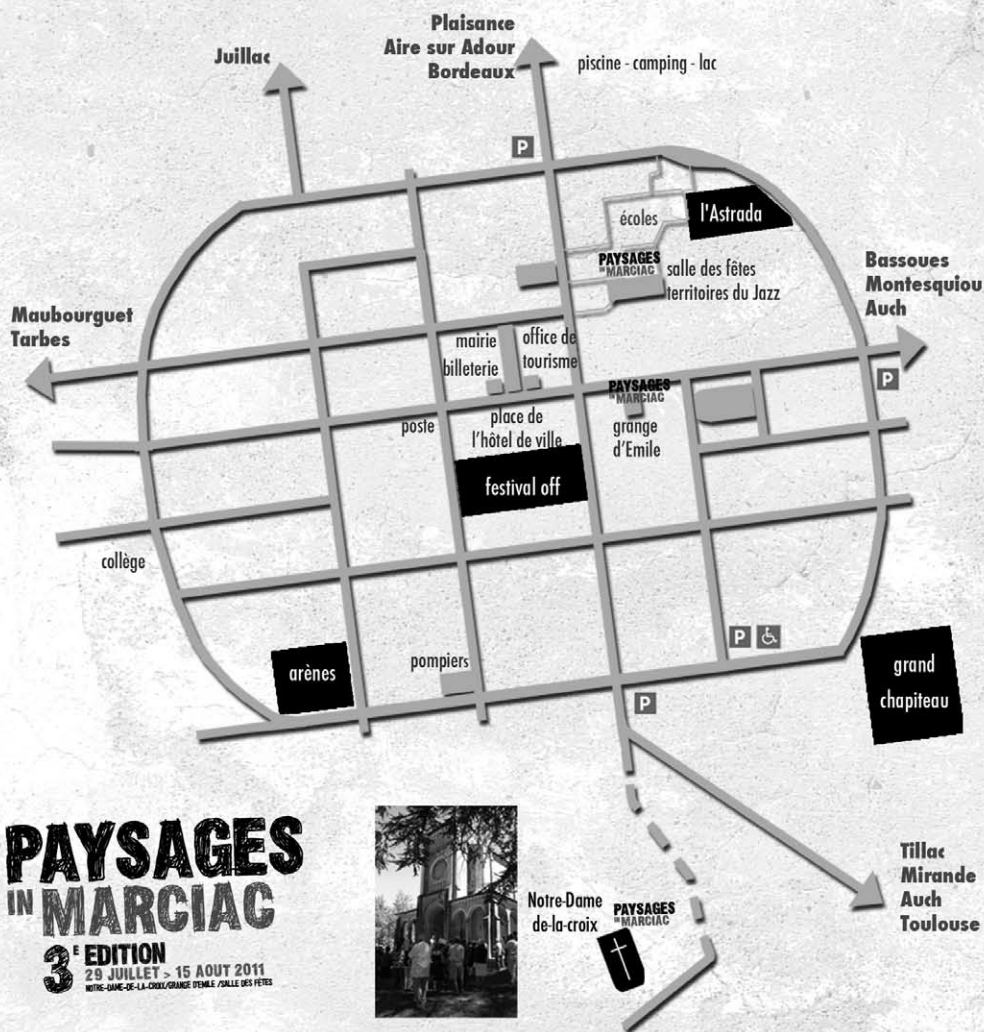 Plaisance
Aire sur Adour
Bordeaux
Juillac
piscine - camping - lac
P
écoles
l'Astrada
PAYSAGES
IN MARCIAC
salle des fêtes
territoires du Jazz
Bassoues
Montesquiou
Auch
Maubourguet
Tarbes
mairie
billeterie
office de
tourisme
P
PAYSAGES
IN MARCIAC
poste
place de
l'hôtel de ville
grange
d'Emile
festival off
collège
P
arènes
pompiers
grand
chapiteau
P
PAYSAGES
IN MARCIAC
3E EDITION
29 JUILLET > 15 AOUT 2011
NOTRE-DAME-DE-LA-CROIX/GRANGE D'EMILE /SALLE DES FÊTES
Notre-Dame
de-la-croix
PAYSAGES
IN MARCIAC
Tillac
Mirande
Auch
Toulouse